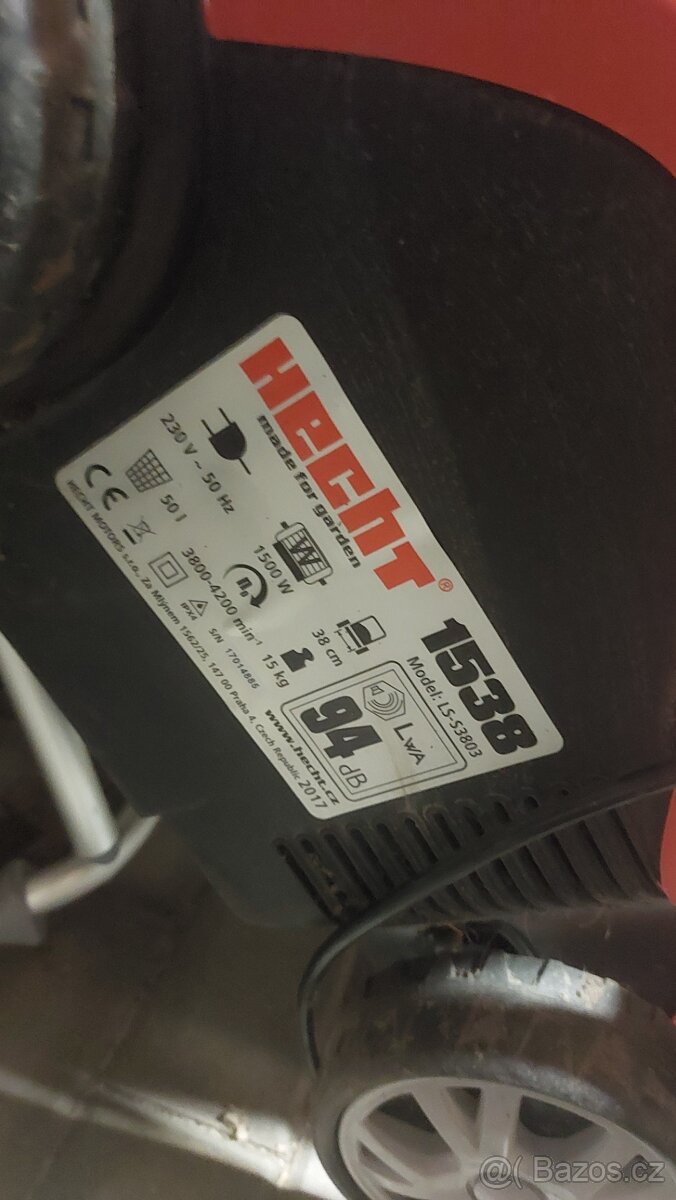 HECHT®
made for garden
1538
Model: LS-S3803
230 V ~ 50 Hz
1500 W
38 cm
50 l
3800-4200 min⁻¹
15 kg
LWA
94 dB
CE
IPX4
S/N 17014886
www.hecht.cz
HECHT MOTORS s.r.o., Za Mlýnem 1562/25, 147 00 Praha 4, Czech Republic 2017
@( Bazos.cz